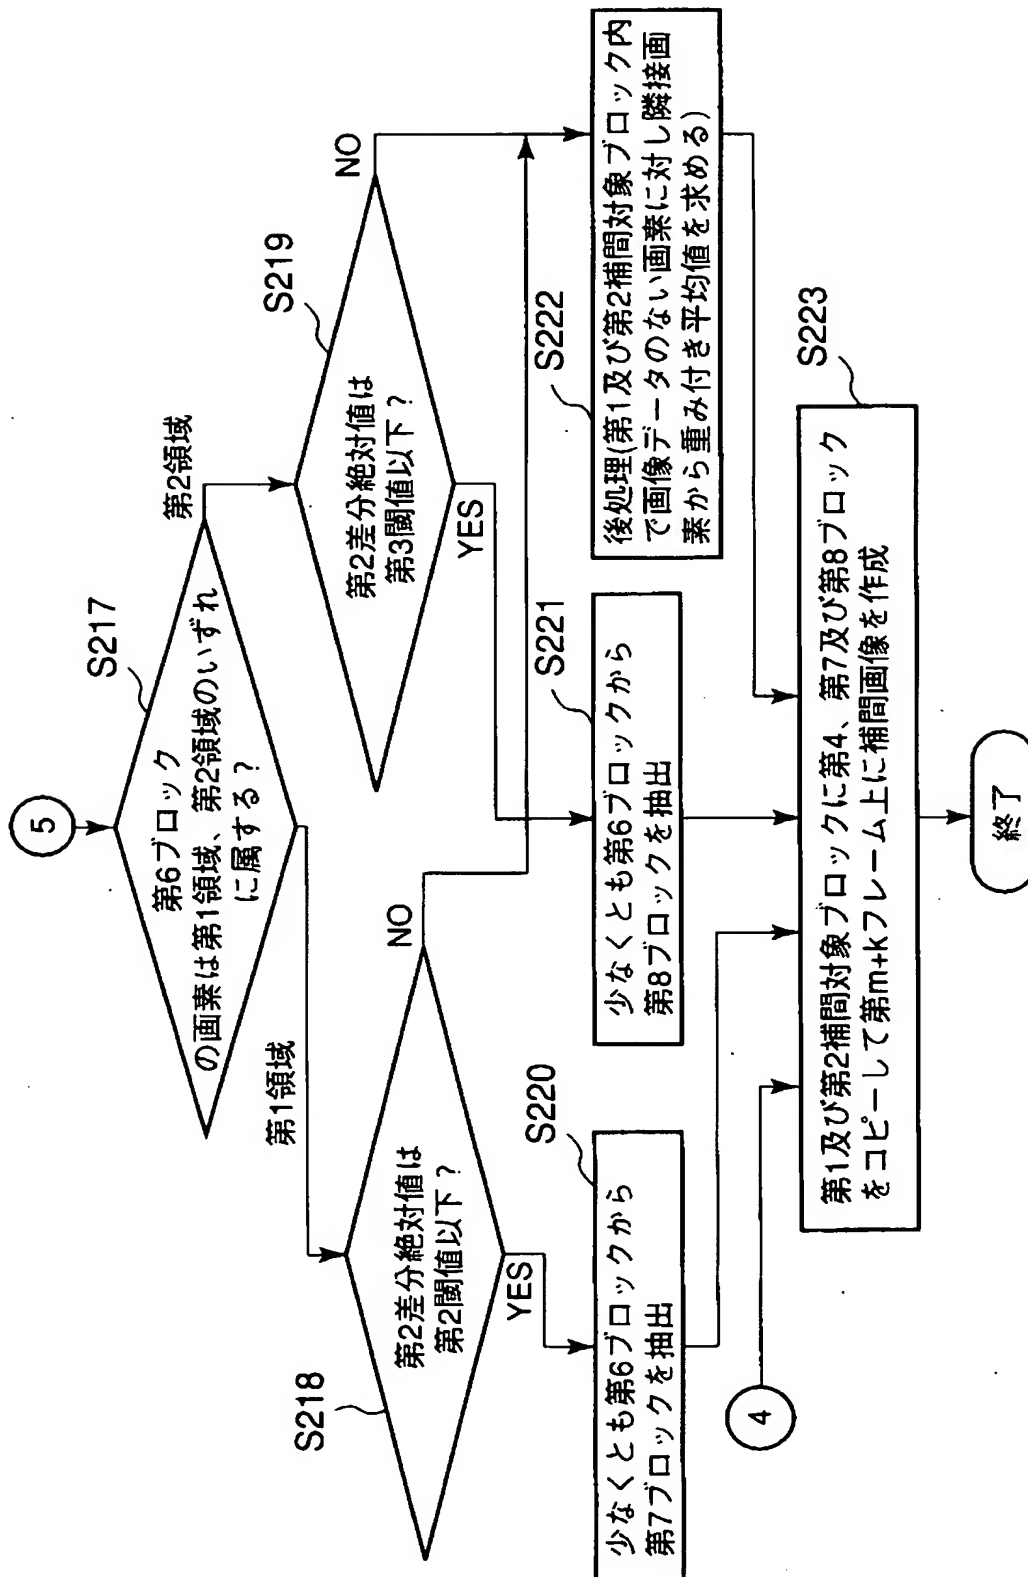 5
S217
第6ブロック
の画素は第1領域、第2領域のいずれ
に属する?
第1領域
第2領域
S218
第2差分絶対値は
第2閾値以下?
YES
NO
S219
第2差分絶対値は
第3閾値以下?
YES
NO
S220
少なくとも第6ブロックから
第7ブロックを抽出
S221
少なくとも第6ブロックから
第8ブロックを抽出
S222
後処理(第1及び第2補間対象ブロック内
で画像データのない画素に対し隣接画
素から重み付き平均値を求める)
4
S223
第1及び第2補間対象ブロックに第4、第7及び第8ブロック
をコピーして第m+kフレーム上に補間画像を作成
終了